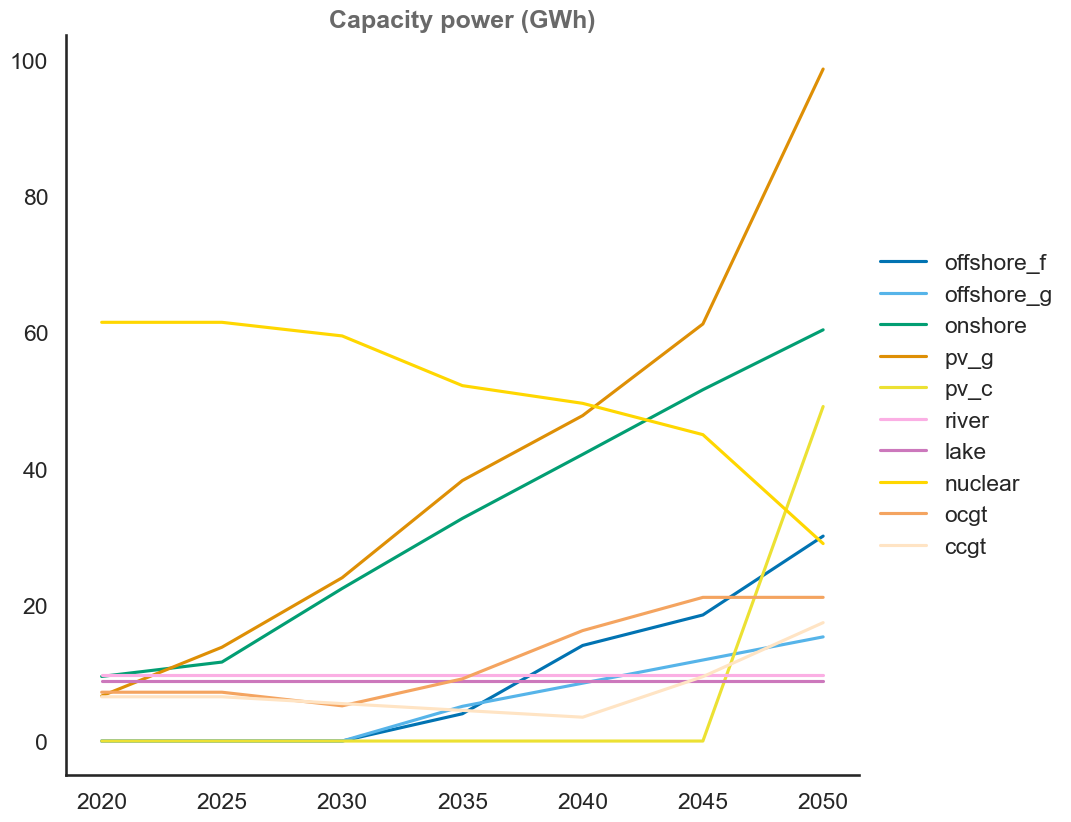 Capacity power (GWh)
100
80
60
40
20
0
2020 2025 2030 2035 2040 2045 2050
offshore_f
offshore_g
onshore
pv_g
pv_c
river
lake
nuclear
ocgt
ccgt